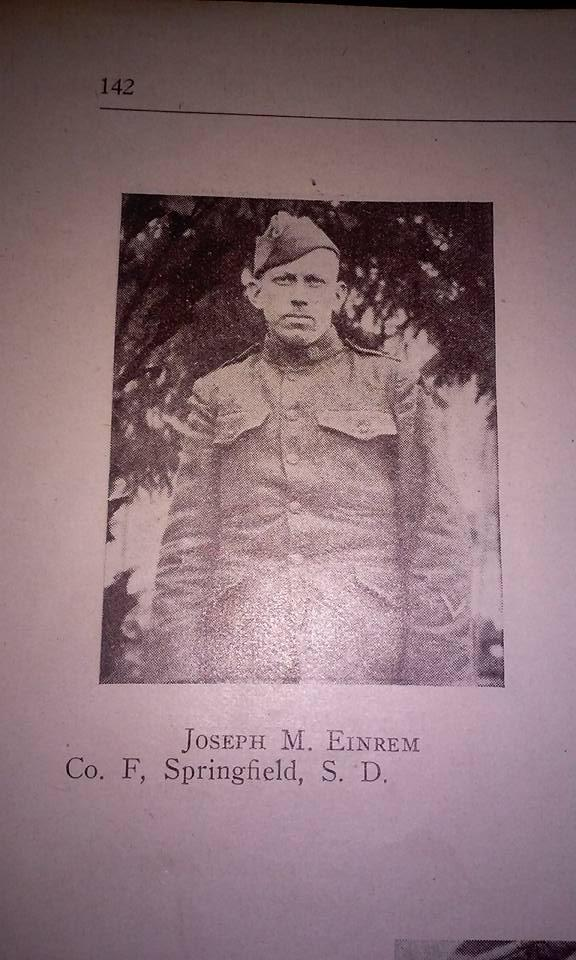 142
Joseph M. Einrem
Co. F, Springfield, S. D.